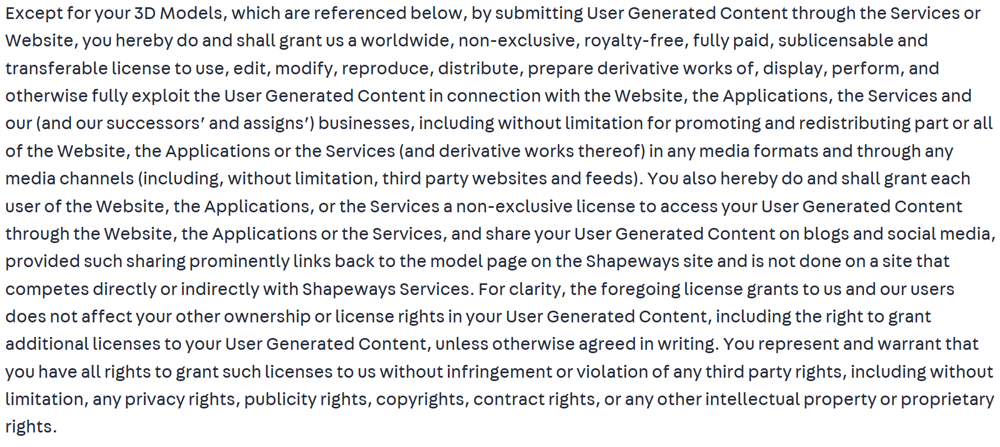 Except for your 3D Models, which are referenced below, by submitting User Generated Content through the Services or
Website, you hereby do and shall grant us a worldwide, non-exclusive, royalty-free, fully paid, sublicensable and
transferable license to use, edit, modify, reproduce, distribute, prepare derivative works of, display, perform, and
otherwise fully exploit the User Generated Content in connection with the Website, the Applications, the Services and
our (and our successors’ and assigns’) businesses, including without limitation for promoting and redistributing part or all
of the Website, the Applications or the Services (and derivative works thereof) in any media formats and through any
media channels (including, without limitation, third party websites and feeds). You also hereby do and shall grant each
user of the Website, the Applications, or the Services a non-exclusive license to access your User Generated Content
through the Website, the Applications or the Services, and share your User Generated Content on blogs and social media,
provided such sharing prominently links back to the model page on the Shapeways site and is not done on a site that
competes directly or indirectly with Shapeways Services. For clarity, the foregoing license grants to us and our users
does not affect your other ownership or license rights in your User Generated Content, including the right to grant
additional licenses to your User Generated Content, unless otherwise agreed in writing. You represent and warrant that
you have all rights to grant such licenses to us without infringement or violation of any third party rights, including without
limitation, any privacy rights, publicity rights, copyrights, contract rights, or any other intellectual property or proprietary
rights.